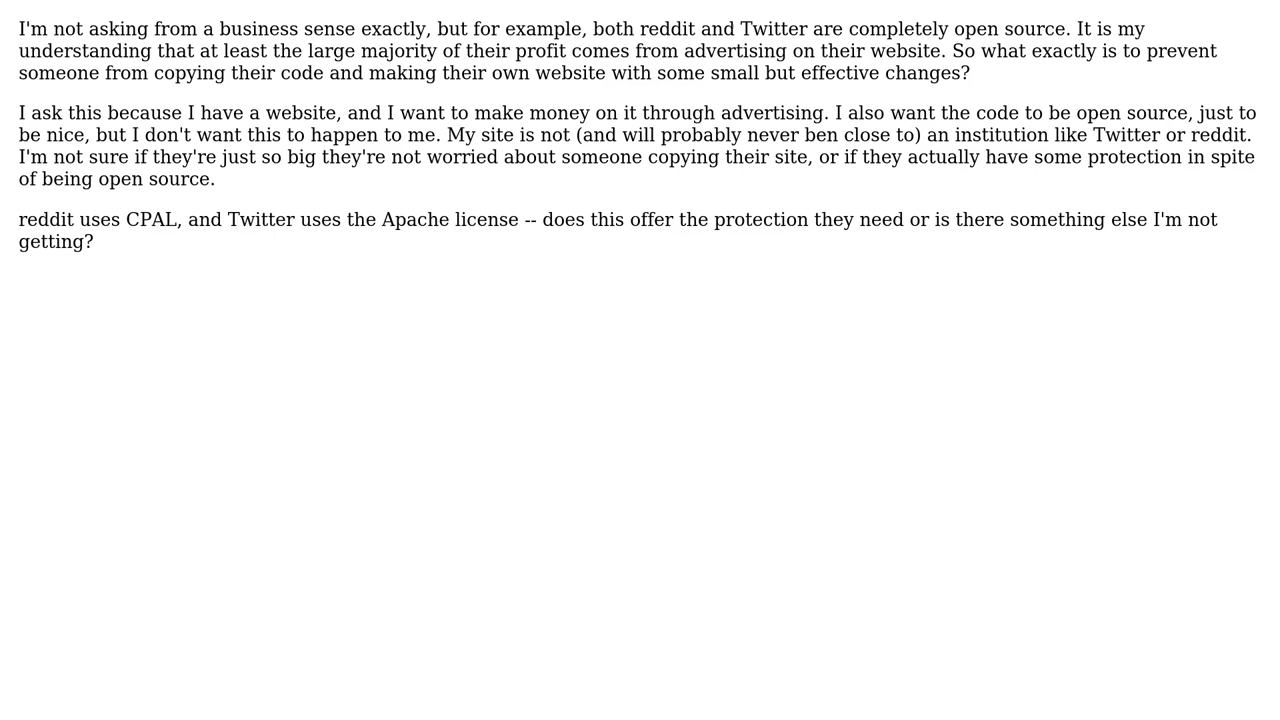 I'm not asking from a business sense exactly, but for example, both reddit and Twitter are completely open source. It is my
understanding that at least the large majority of their profit comes from advertising on their website. So what exactly is to prevent
someone from copying their code and making their own website with some small but effective changes?
I ask this because I have a website, and I want to make money on it through advertising. I also want the code to be open source, just to
be nice, but I don't want this to happen to me. My site is not (and will probably never ben close to) an institution like Twitter or reddit.
I'm not sure if they're just so big they're not worried about someone copying their site, or if they actually have some protection in spite
of being open source.
reddit uses CPAL, and Twitter uses the Apache license -- does this offer the protection they need or is there something else I'm not
getting?